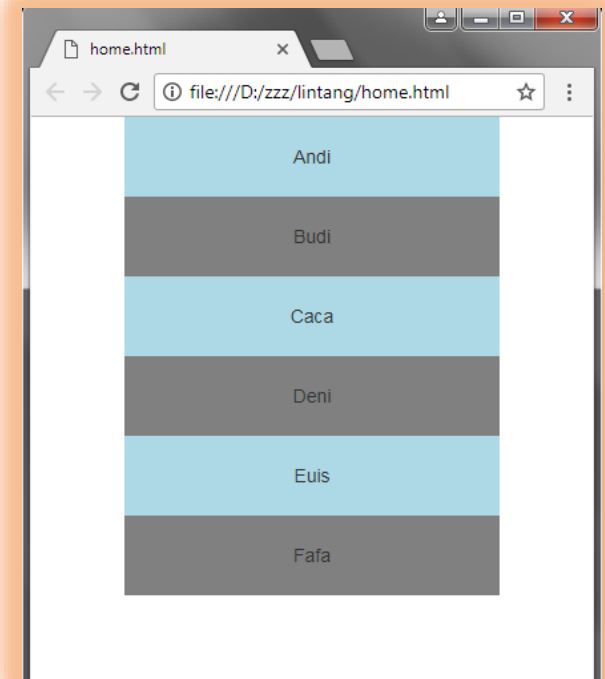 home.html
file:///D:/zzz/lintang/home.html
Andi
Budi
Caca
Deni
Euis
Fafa